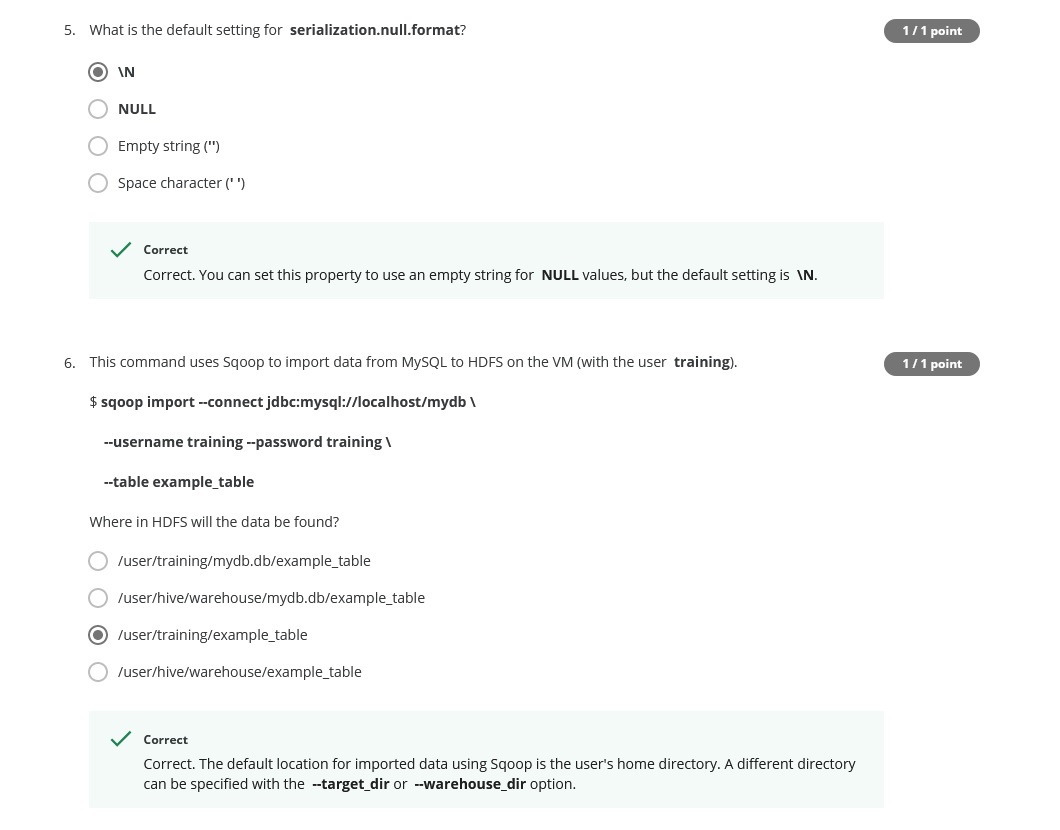 5. What is the default setting for serialization.null.format?
1 / 1 point
\N
NULL
Empty string ('')
Space character (' ')
Correct
Correct. You can set this property to use an empty string for NULL values, but the default setting is \N.
6. This command uses Sqoop to import data from MySQL to HDFS on the VM (with the user training).
1 / 1 point
$ sqoop import --connect jdbc:mysql://localhost/mydb \
--username training --password training \
--table example_table
Where in HDFS will the data be found?
/user/training/mydb.db/example_table
/user/hive/warehouse/mydb.db/example_table
/user/training/example_table
/user/hive/warehouse/example_table
Correct
Correct. The default location for imported data using Sqoop is the user's home directory. A different directory
can be specified with the --target_dir or --warehouse_dir option.